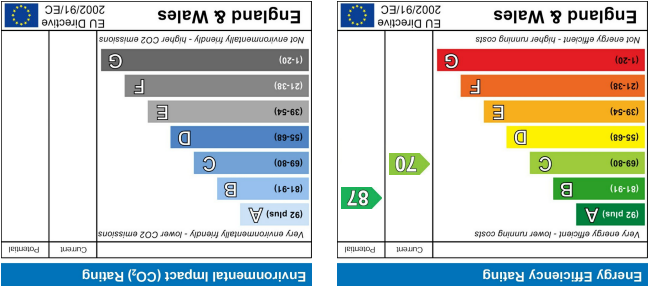 Energy Efficiency Rating
Current Potential
Very energy efficient - lower running costs
(92 plus) A
(81-91) B
(69-80) C
(55-68) D
(39-54) E
(21-38) F
(1-20) G
Not energy efficient - higher running costs
87
70
England & Wales
EU Directive
2002/91/EC
Environmental Impact (CO₂) Rating
Current Potential
Very environmentally friendly - lower CO2 emissions
(92 plus) A
(81-91) B
(69-80) C
(55-68) D
(39-54) E
(21-38) F
(1-20) G
Not environmentally friendly - higher CO2 emissions
England & Wales
EU Directive
2002/91/EC